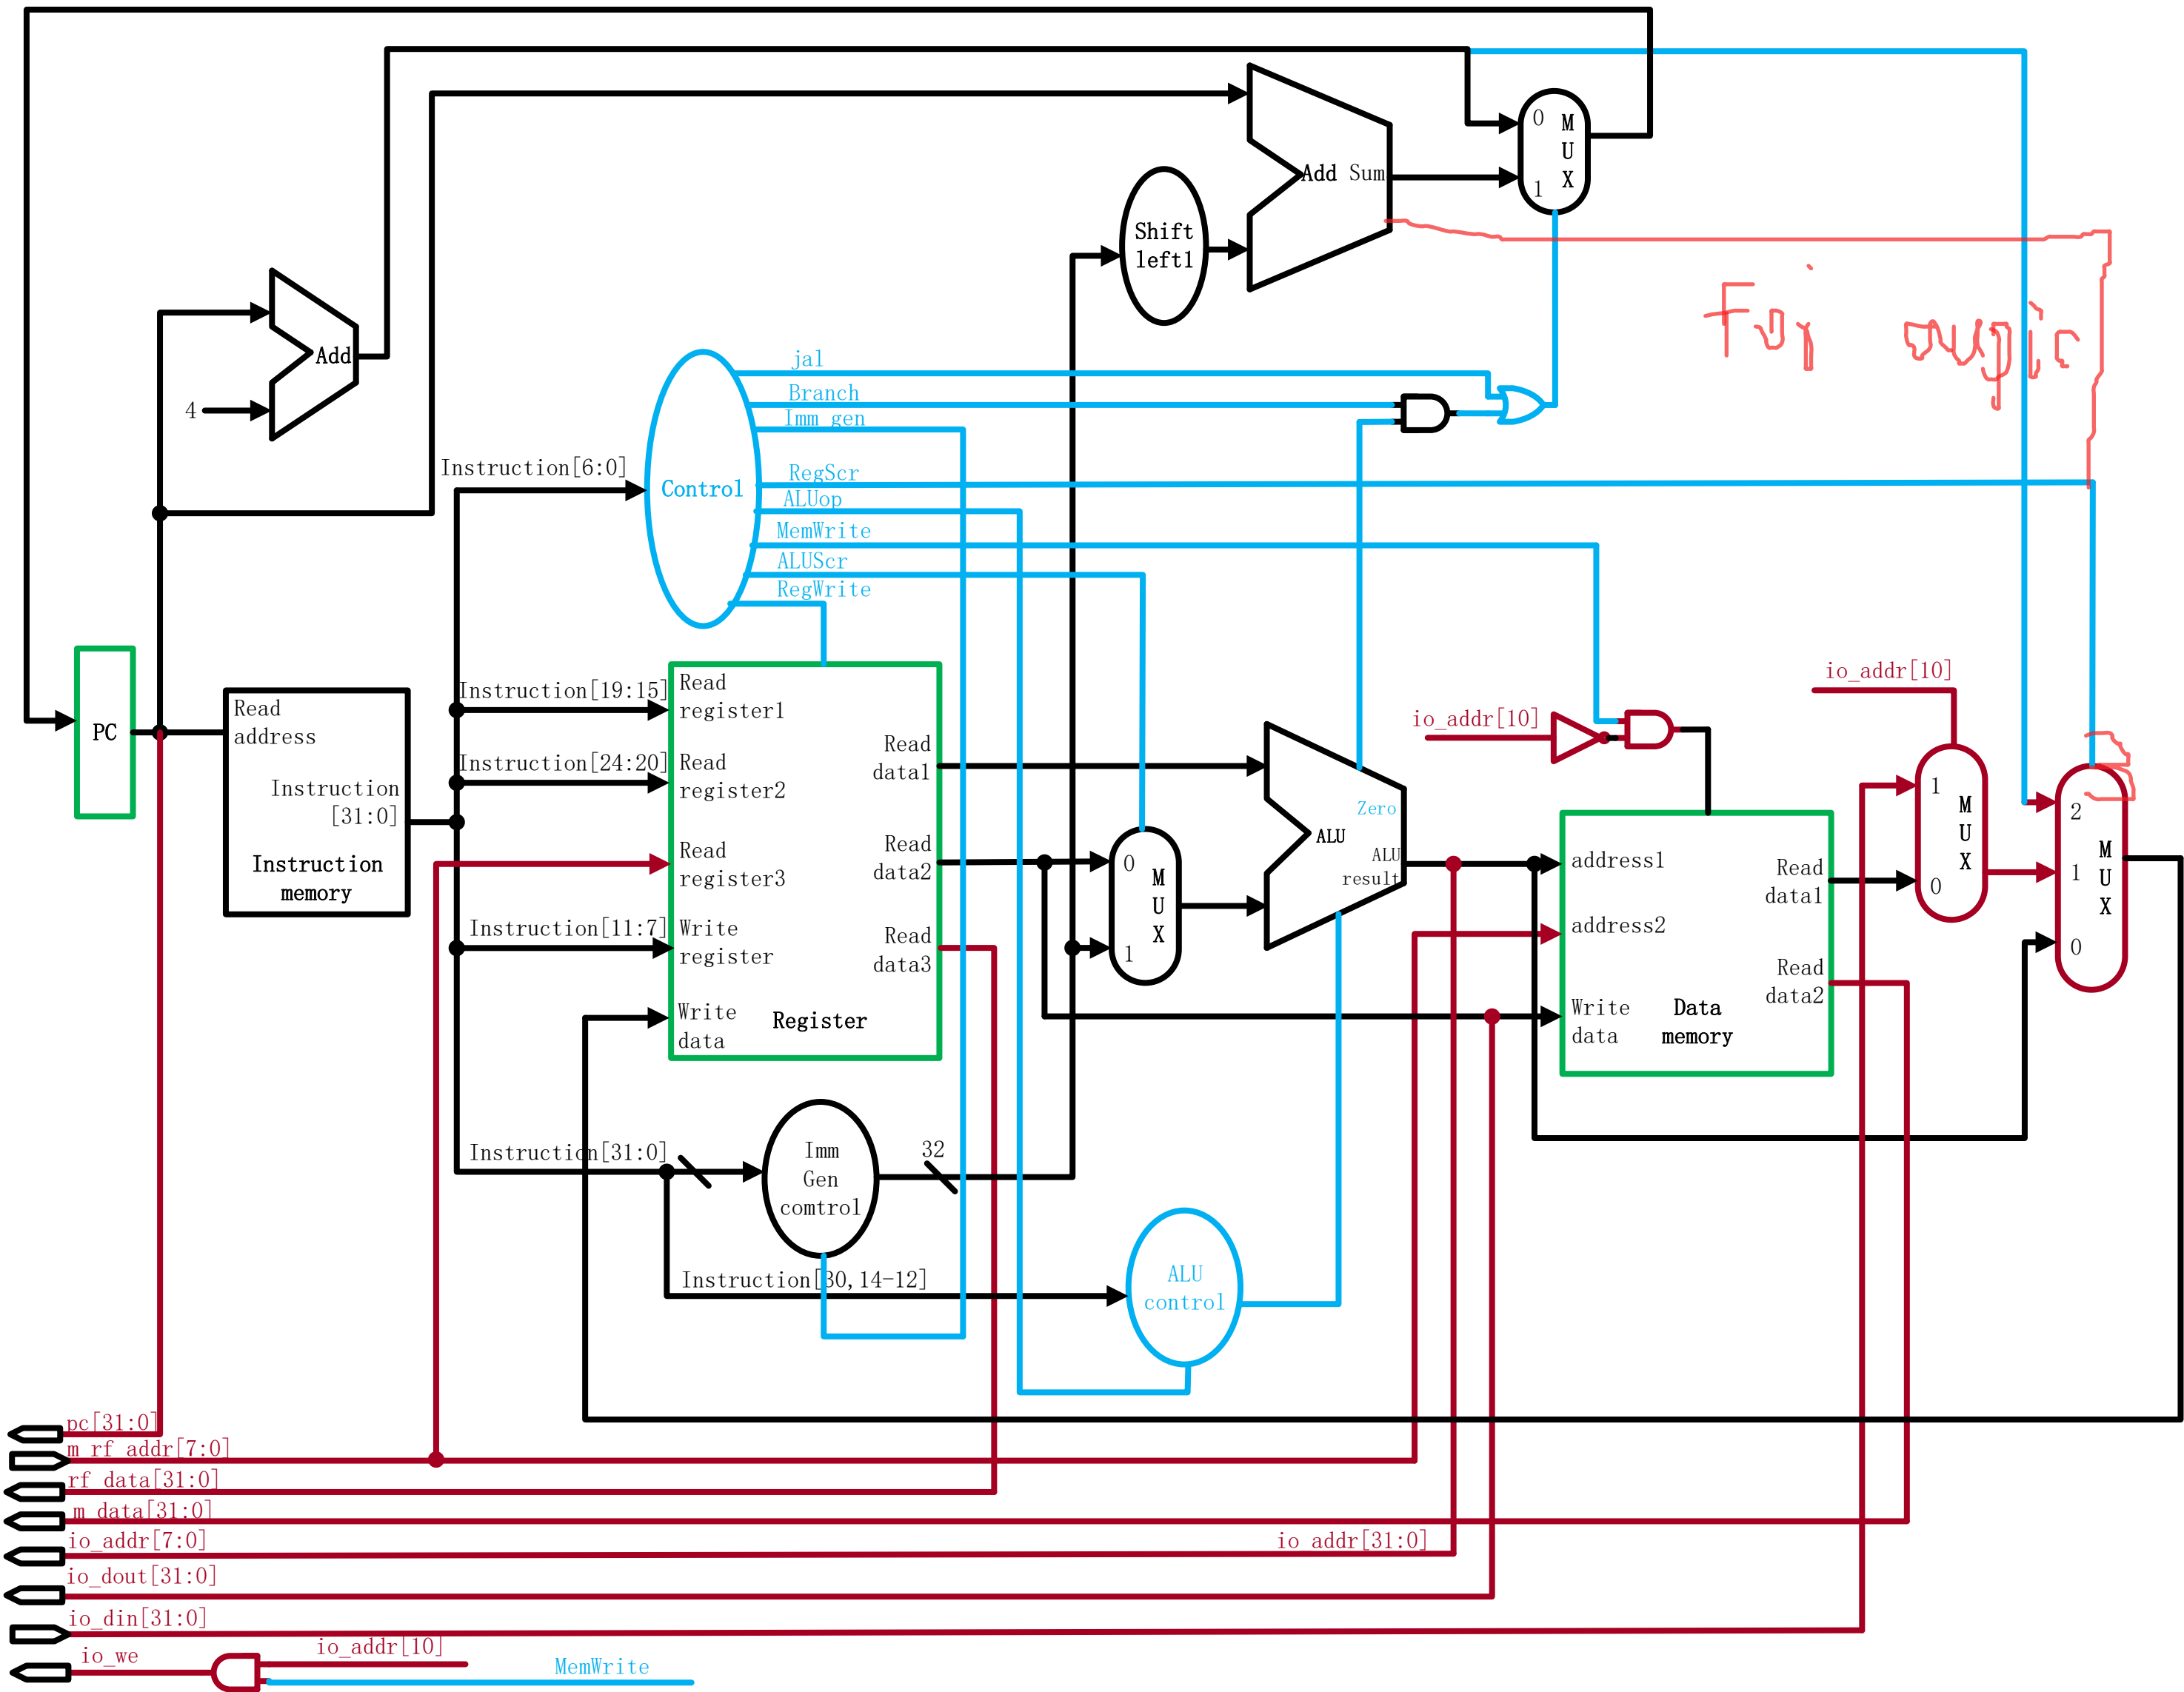 0
M
U
X
1
Add Sum
Shift
left1
Add
4
jal
Branch
Imm gen
Instruction[6:0]
Control
RegScr
ALUop
MemWrite
ALUScr
RegWrite
PC
Read
address
Instruction
[31:0]
Instruction
memory
Instruction[19:15]
Instruction[24:20]
Instruction[11:7]
Read
register1
Read
register2
Read
register3
Write
register
Write
data
Read
data1
Read
data2
Read
data3
Register
0
M
U
X
1
Zero
ALU
ALU
result
io_addr[10]
io_addr[10]
address1
address2
Write
data
Read
data1
Read
data2
Data
memory
1
M
U
X
0
2
M
1
U
X
0
Instruction[31:0]
Imm
Gen
comtrol
32
Instruction[30,14-12]
ALU
control
pc[31:0]
m_rf_addr[7:0]
rf_data[31:0]
m_data[31:0]
io_addr[7:0]
io_addr[31:0]
io_dout[31:0]
io_din[31:0]
io_we
io_addr[10]
MemWrite